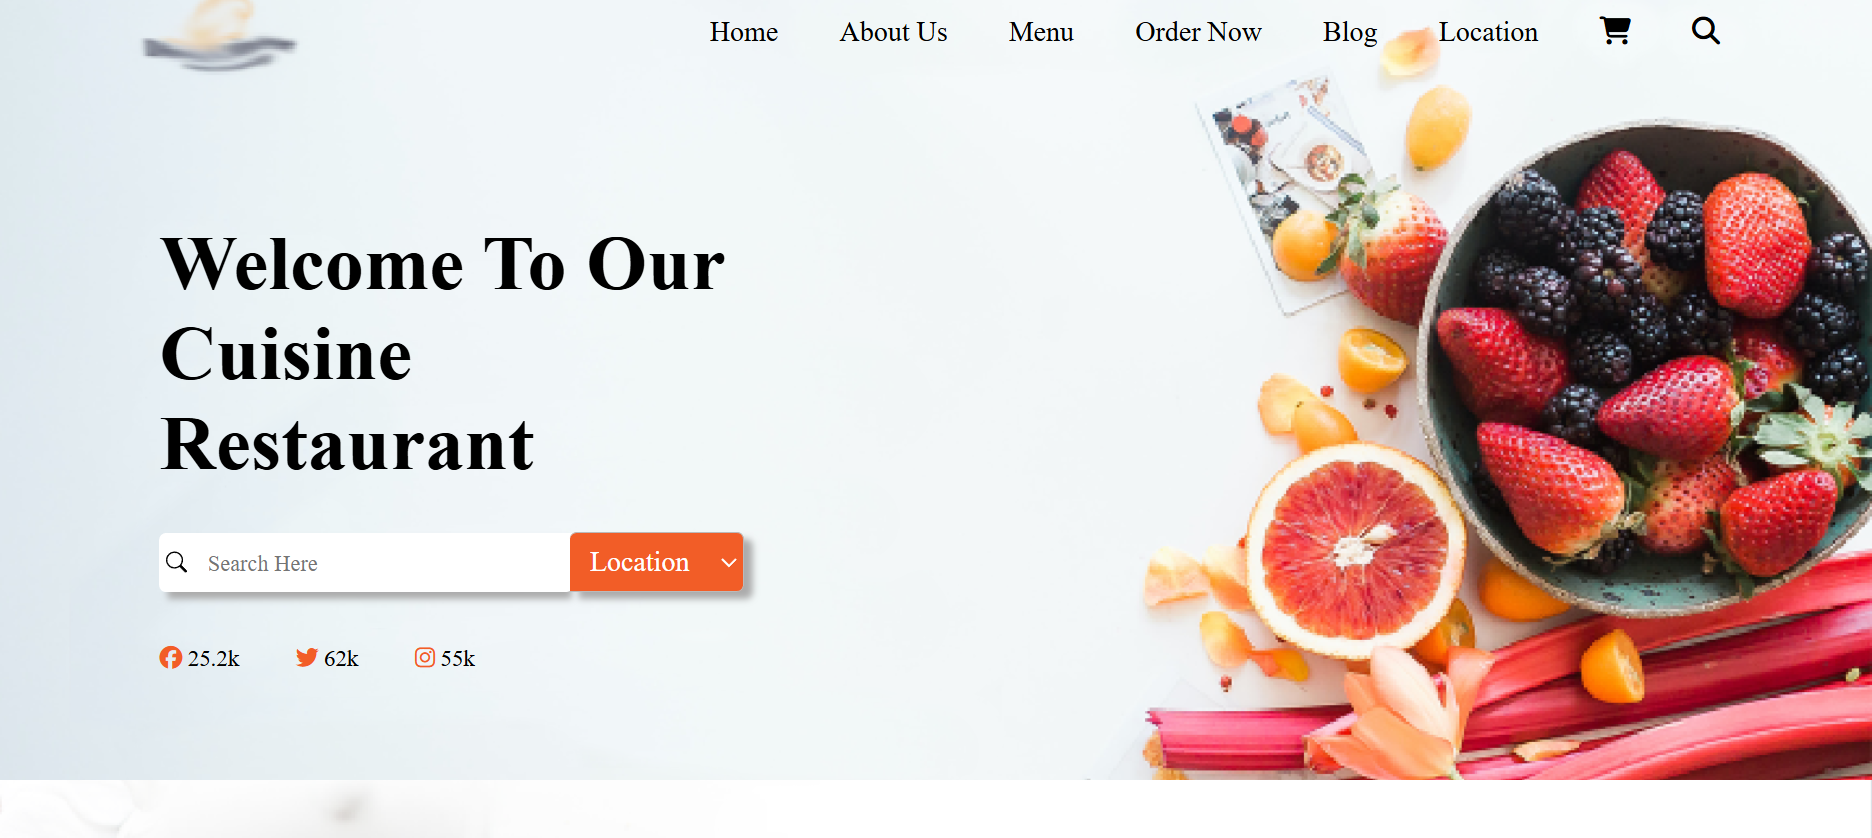 Home About Us Menu Order Now Blog Location
Welcome To Our
Cuisine
Restaurant
Search Here Location
25.2k 62k 55k